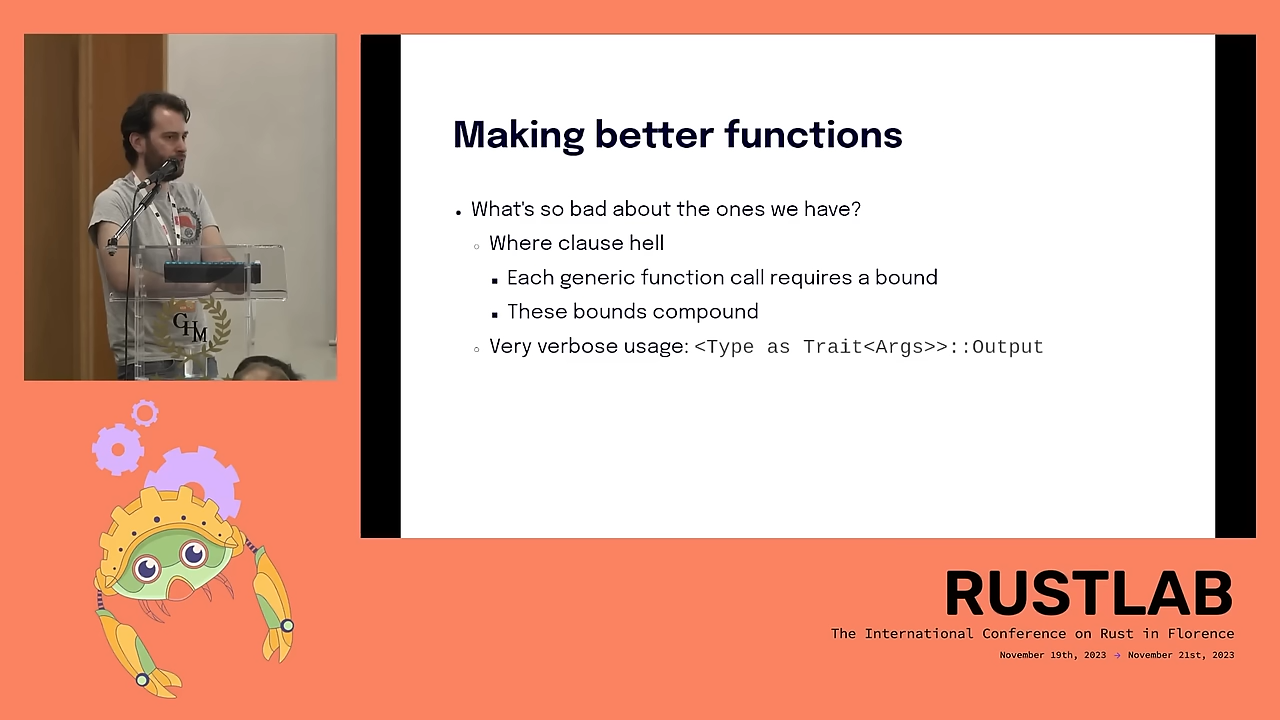 Making better functions
• What's so bad about the ones we have?
○ Where clause hell
▪ Each generic function call requires a bound
▪ These bounds compound
○ Very verbose usage: <Type as Trait<Args>>::Output
GHM
RUSTLAB
The International Conference on Rust in Florence
November 19th, 2023 → November 21st, 2023